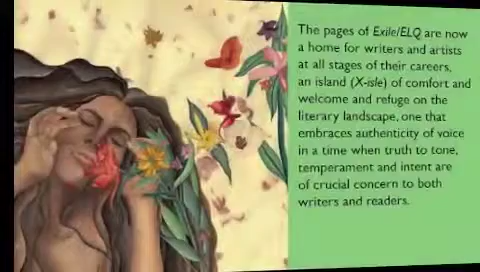 The pages of Exile/ELQ are now
a home for writers and artists
at all stages of their careers,
an island (X-isle) of comfort and
welcome and refuge on the
literary landscape, one that
embraces authenticity of voice
in a time when truth to tone,
temperament and intent are
of crucial concern to both
writers and readers.